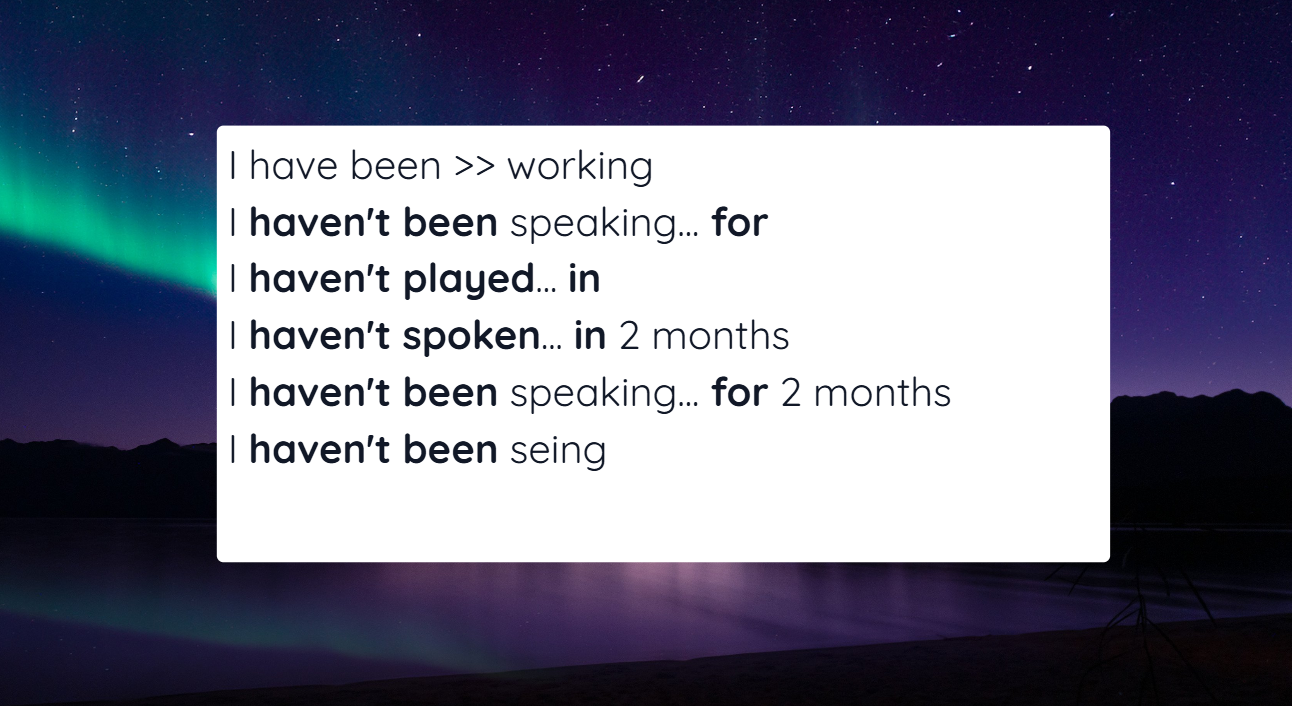 I have been >> working
I haven't been speaking... for
I haven't played... in
I haven't spoken... in 2 months
I haven't been speaking... for 2 months
I haven't been seing